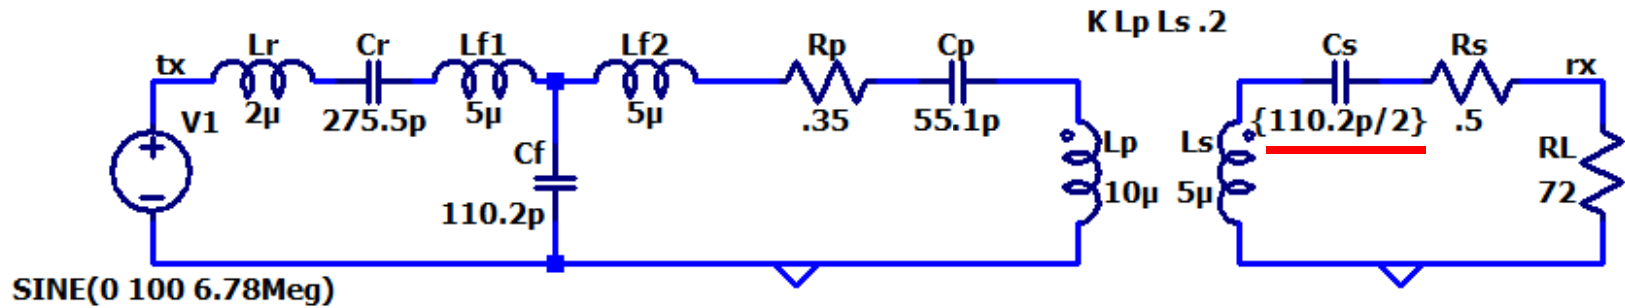 K Lp Ls .2
tx
Lr
2µ
Cr
275.5p
Lf1
5µ
Lf2
5µ
Rp
.35
Cp
55.1p
Cs
{110.2p/2}
Rs
.5
rx
V1
Cf
110.2p
Lp
10µ
Ls
5µ
RL
72
SINE(0 100 6.78Meg)